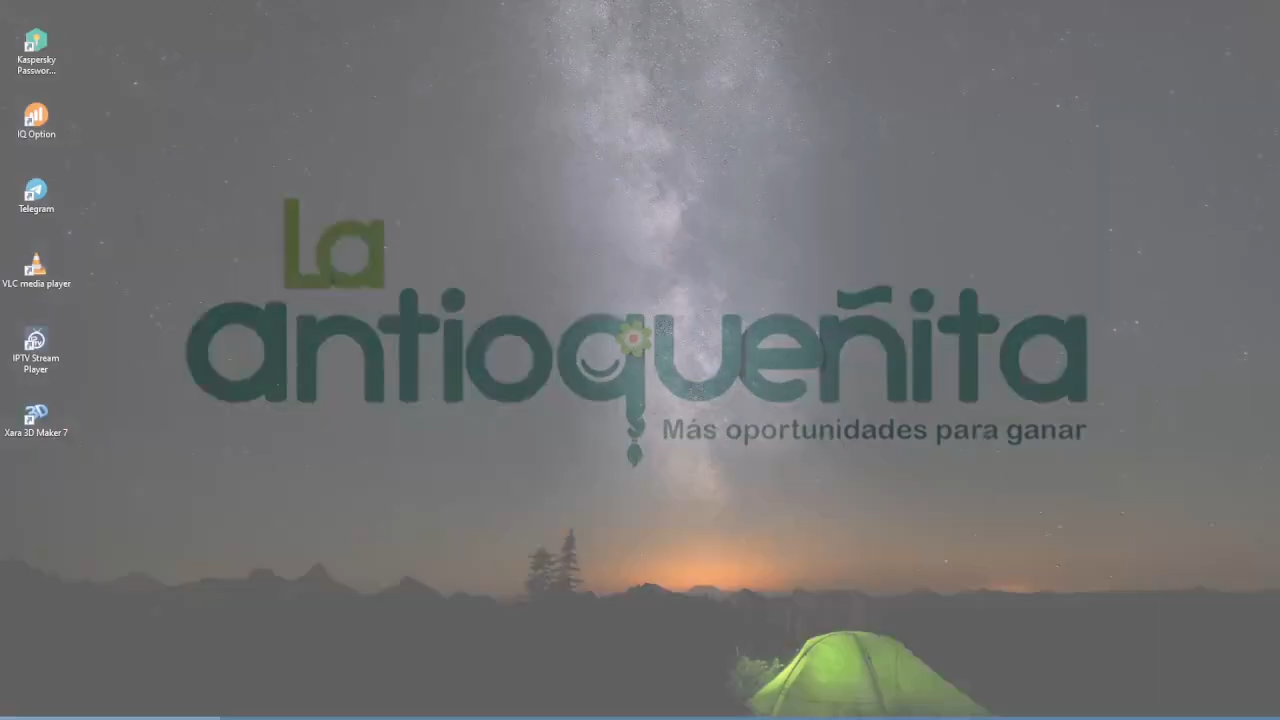 Kaspersky
Passwor...
IQ Option
Telegram
VLC media player
IPTV Stream
Player
Xara 3D Maker 7
La
antioqueñita
Más oportunidades para ganar